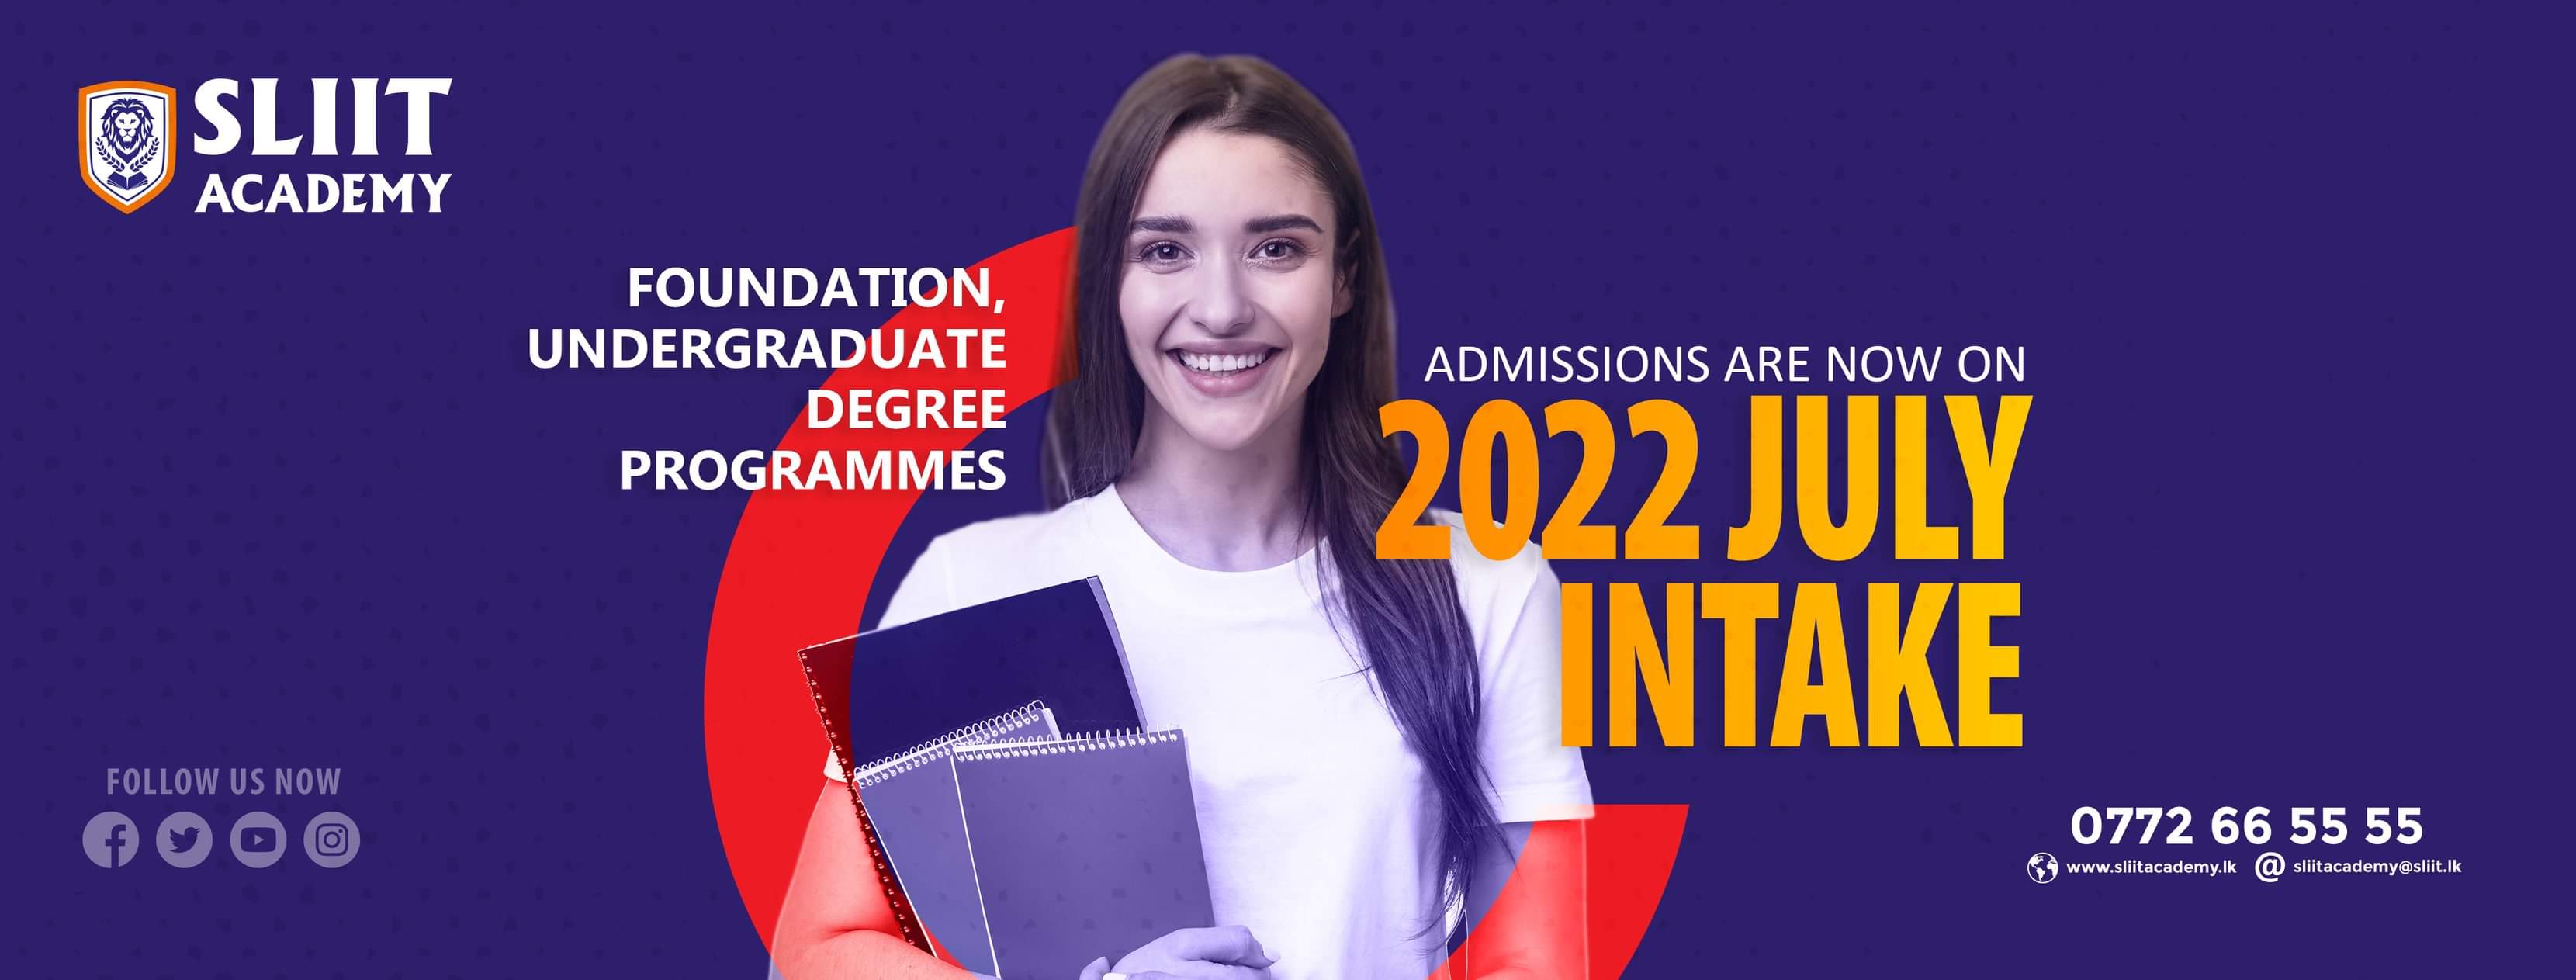 SLIIT
ACADEMY
FOUNDATION,
UNDERGRADUATE
DEGREE
PROGRAMMES
ADMISSIONS ARE NOW ON
2022 JULY
INTAKE
FOLLOW US NOW
0772 66 55 55
www.sliitacademy.lk @ sliitacademy@sliit.lk